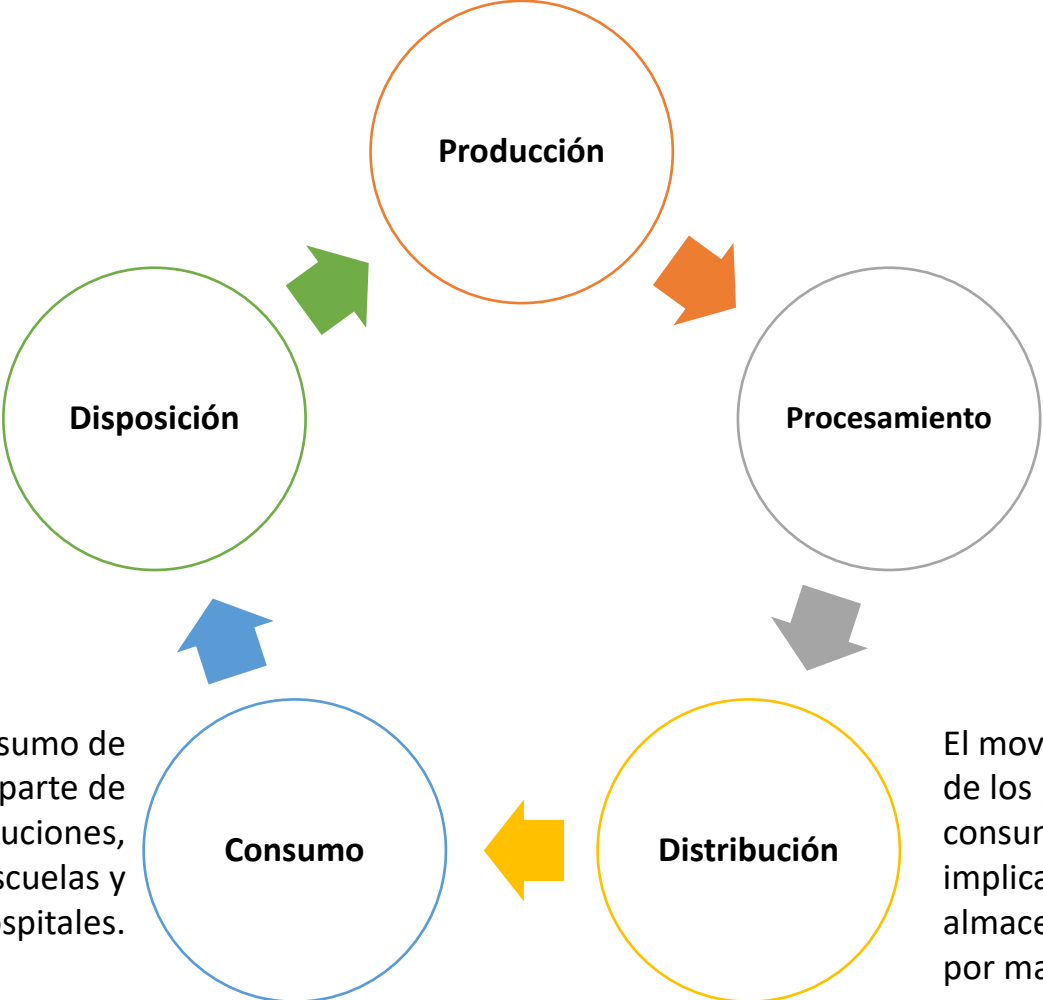 Producción
Disposición
Procesamiento
Consumo
Distribución
sumo de
parte de
uciones,
scuelas y
spitales.
El mov
de los
consu
implica
almace
por ma